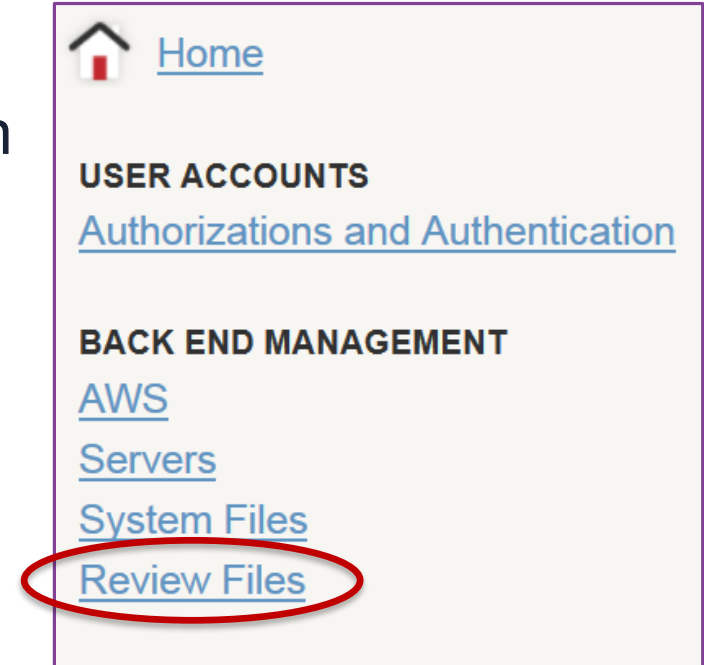 Home
USER ACCOUNTS
Authorizations and Authentication
BACK END MANAGEMENT
AWS
Servers
System Files
Review Files